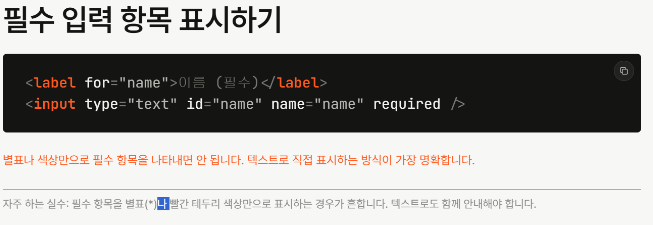 필수 입력 항목 표시하기
<label for="name">이름 (필수)</label>
<input type="text" id="name" name="name" required />
별표나 색상만으로 필수 항목을 나타내면 안 됩니다. 텍스트로 직접 표시하는 방식이 가장 명확합니다.
자주 하는 실수: 필수 항목을 별표(*)나 빨간 테두리 색상만으로 표시하는 경우가 흔합니다. 텍스트로도 함께 안내해야 합니다.